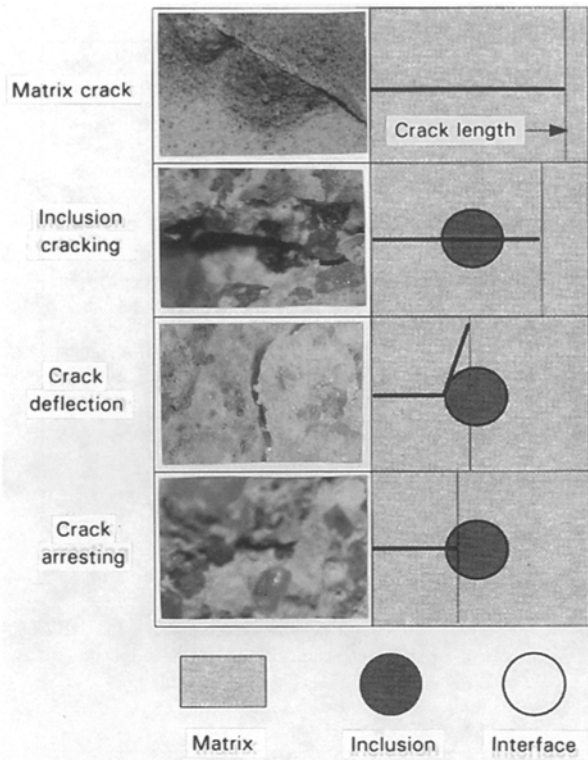 Matrix crack
Crack length
Inclusion
cracking
Crack
deflection
Crack
arresting
Matrix
Inclusion
Interface